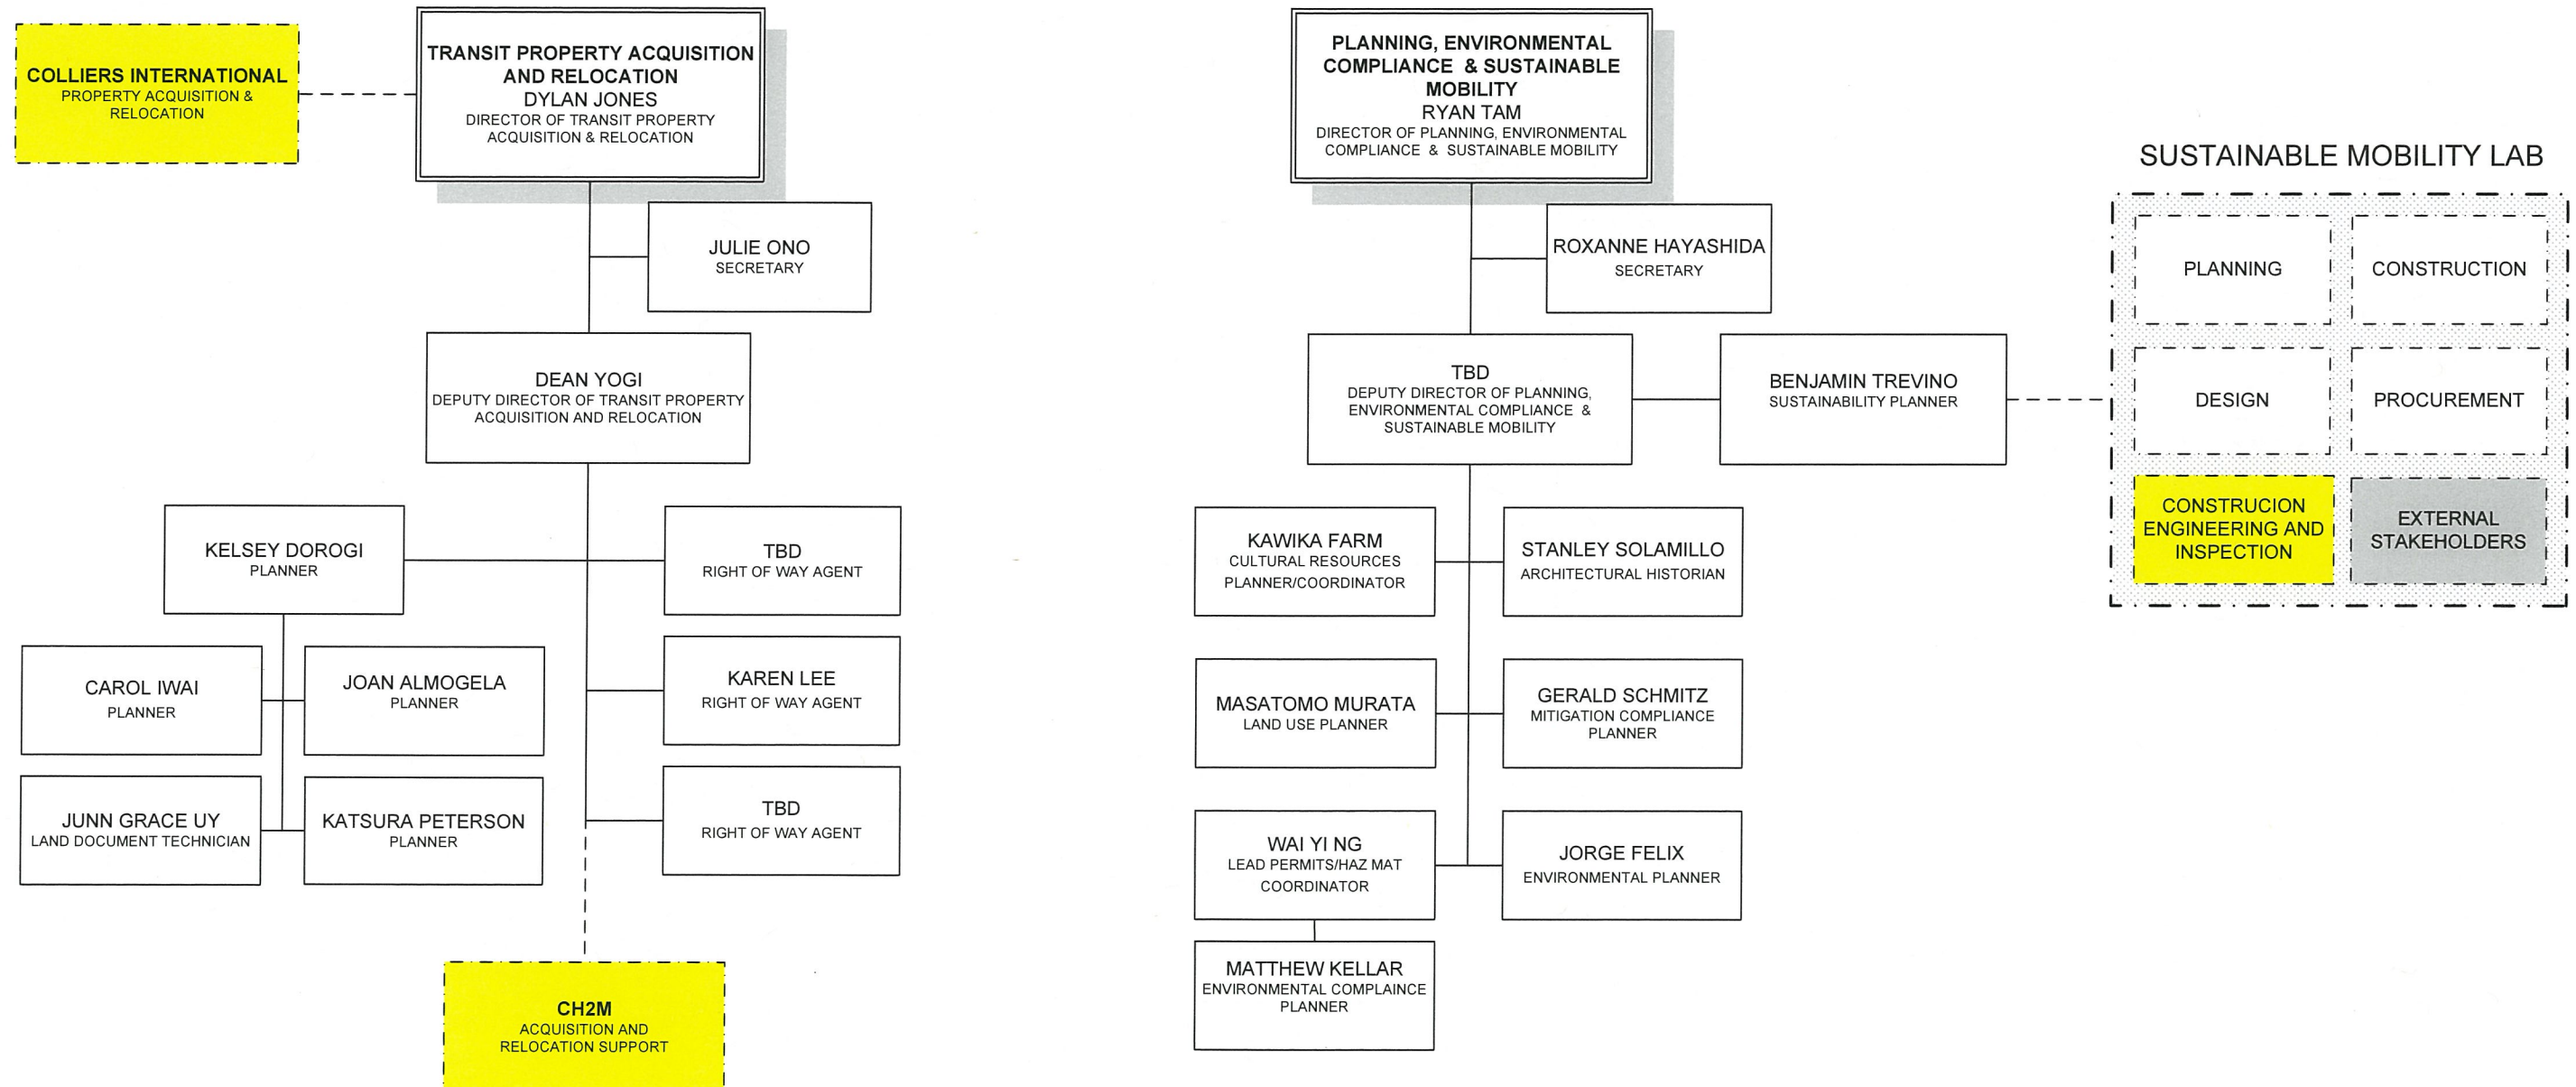 COLLIERS INTERNATIONAL
PROPERTY ACQUISITION &
RELOCATION
TRANSIT PROPERTY ACQUISITION
AND RELOCATION
DYLAN JONES
DIRECTOR OF TRANSIT PROPERTY
ACQUISITION & RELOCATION
JULIE ONO
SECRETARY
DEAN YOGI
DEPUTY DIRECTOR OF TRANSIT PROPERTY
ACQUISITION AND RELOCATION
KELSEY DOROGI
PLANNER
TBD
RIGHT OF WAY AGENT
CAROL IWAI
PLANNER
JOAN ALMOGELA
PLANNER
KAREN LEE
RIGHT OF WAY AGENT
JUNN GRACE UY
LAND DOCUMENT TECHNICIAN
KATSURA PETERSON
PLANNER
TBD
RIGHT OF WAY AGENT
CH2M
ACQUISITION AND
RELOCATION SUPPORT
PLANNING, ENVIRONMENTAL
COMPLIANCE & SUSTAINABLE
MOBILITY
RYAN TAM
DIRECTOR OF PLANNING, ENVIRONMENTAL
COMPLIANCE & SUSTAINABLE MOBILITY
ROXANNE HAYASHIDA
SECRETARY
TBD
DEPUTY DIRECTOR OF PLANNING,
ENVIRONMENTAL COMPLIANCE &
SUSTAINABLE MOBILITY
BENJAMIN TREVINO
SUSTAINABILITY PLANNER
KAWIKA FARM
CULTURAL RESOURCES
PLANNER/COORDINATOR
STANLEY SOLAMILLO
ARCHITECTURAL HISTORIAN
MASATOMO MURATA
LAND USE PLANNER
GERALD SCHMITZ
MITIGATION COMPLIANCE
PLANNER
WAI YI NG
LEAD PERMITS/HAZ MAT
COORDINATOR
JORGE FELIX
ENVIRONMENTAL PLANNER
MATTHEW KELLAR
ENVIRONMENTAL COMPLAINCE
PLANNER
SUSTAINABLE MOBILITY LAB
PLANNING
CONSTRUCTION
DESIGN
PROCUREMENT
CONSTRUCION
ENGINEERING AND
INSPECTION
EXTERNAL
STAKEHOLDERS